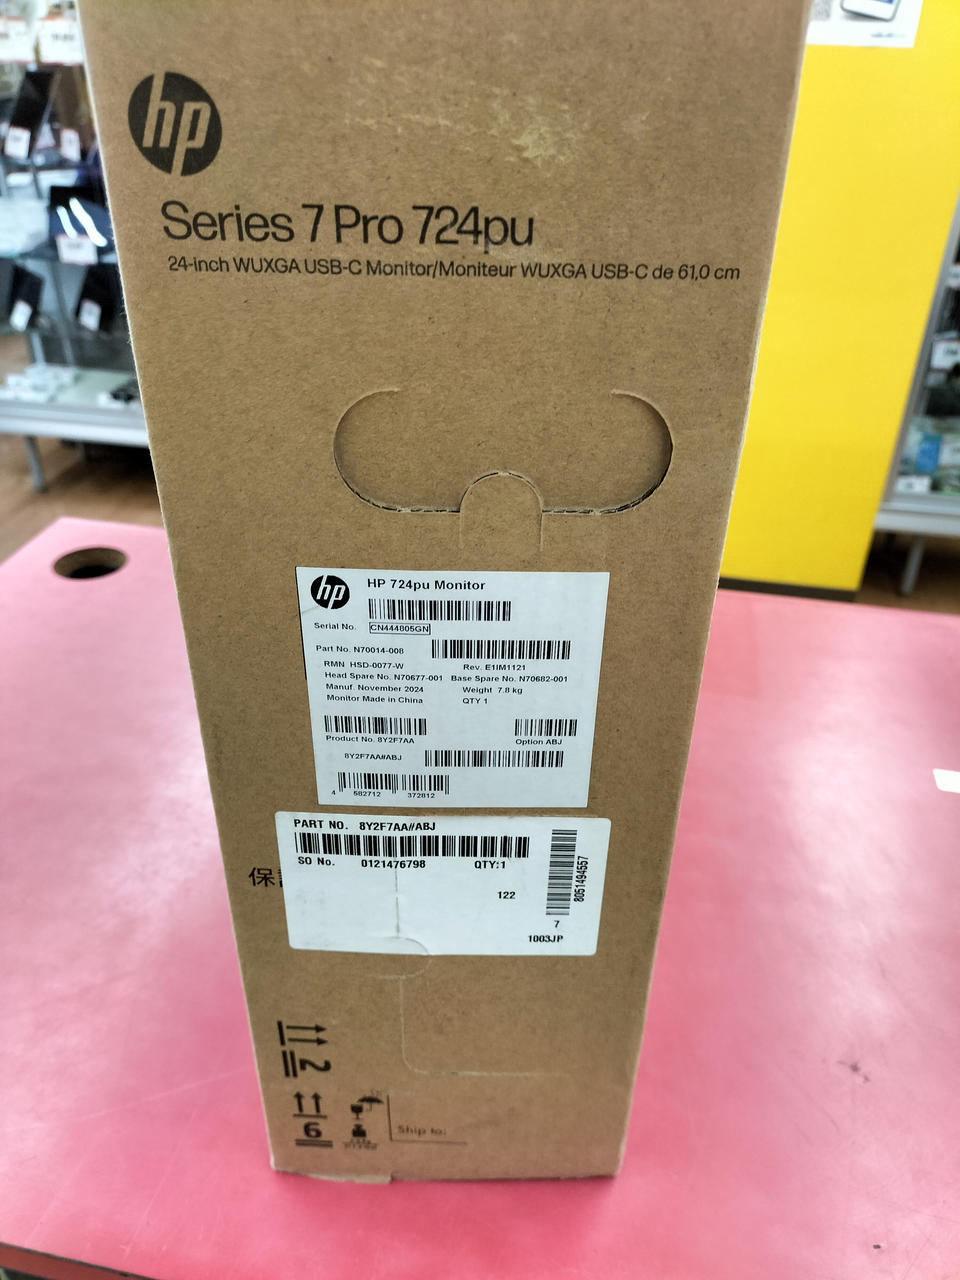 hp
Series 7 Pro 724pu
24-inch WUXGA USB-C Monitor/Moniteur WUXGA USB-C de 61,0 cm
hp
HP 724pu Monitor
Serial No. CN444805GN
Part No. N70014-008
RMN HSD-0077-W Rev. E1IM1121
Head Spare No. N70677-001 Base Spare No. N70682-001
Manuf. November 2024 Weight 7.8 kg
Monitor Made in China QTY 1
Product No. 8Y2F7AA Option ABJ
8Y2F7AA#ABJ
4 582712 372812
PART NO. 8Y2F7AA#ABJ
SO No. 0121476798 QTY:1
8051494557
122
7
1003JP
保
2
6
Ship to: